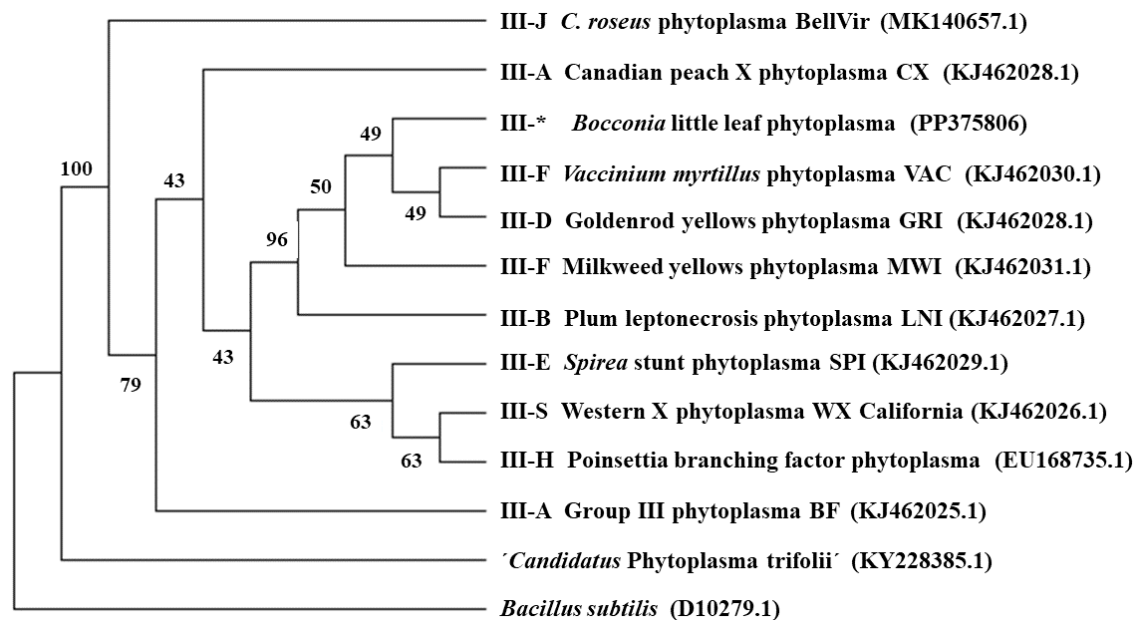 III-J C. roseus phytoplasma BellVir (MK140657.1)
III-A Canadian peach X phytoplasma CX (KJ462028.1)
49 III-* Bocconia little leaf phytoplasma (PP375806)
100 43 III-F Vaccinium myrtillus phytoplasma VAC (KJ462030.1)
50 49 III-D Goldenrod yellows phytoplasma GRI (KJ462028.1)
96 III-F Milkweed yellows phytoplasma MWI (KJ462031.1)
III-B Plum leptonecrosis phytoplasma LNI (KJ462027.1)
79 43 III-E Spirea stunt phytoplasma SPI (KJ462029.1)
63 III-S Western X phytoplasma WX California (KJ462026.1)
63 III-H Poinsettia branching factor phytoplasma (EU168735.1)
III-A Group III phytoplasma BF (KJ462025.1)
´Candidatus Phytoplasma trifolii´ (KY228385.1)
Bacillus subtilis (D10279.1)